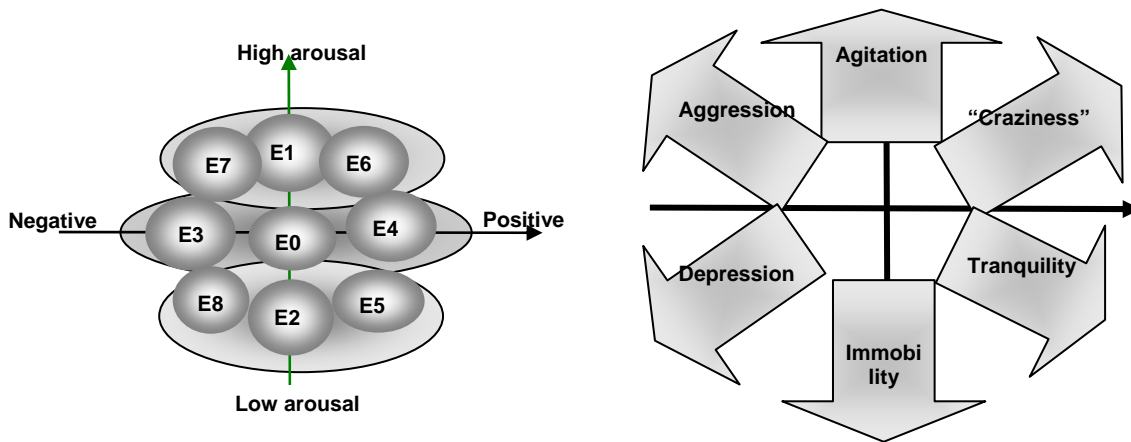 High arousal
E7
E1
E6
Negative
Positive
E3
E0
E4
E8
E2
E5
Low arousal
Agitation
Aggression
“Craziness”
Depression
Tranquility
Immobi
lity